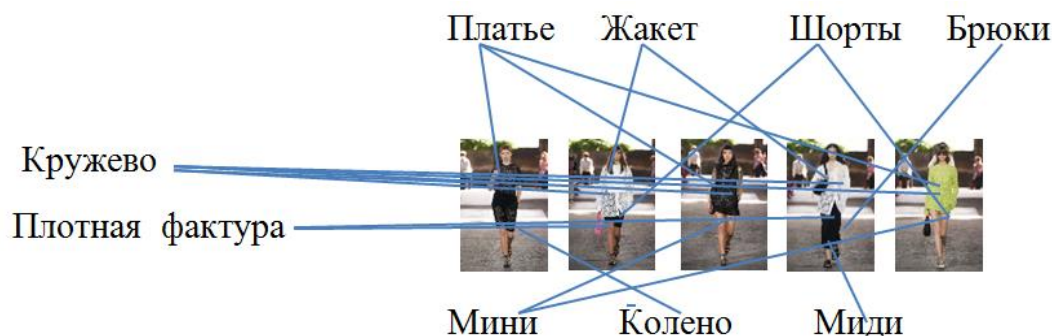 Платье Жакет Шорты Брюки
Кружево
Плотная фактура
Мини Колено Миди